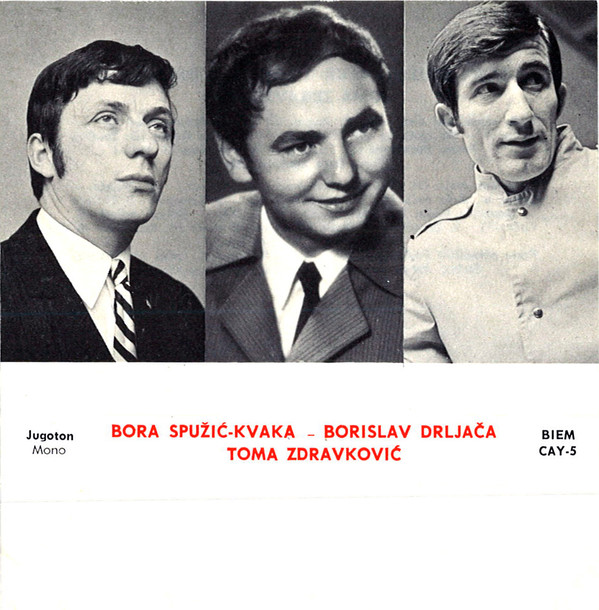 Jugoton
Mono
BORA SPUŽIĆ-KVAKA – BORISLAV DRLJAČA
TOMA ZDRAVKOVIĆ
BIEM
CAY-5